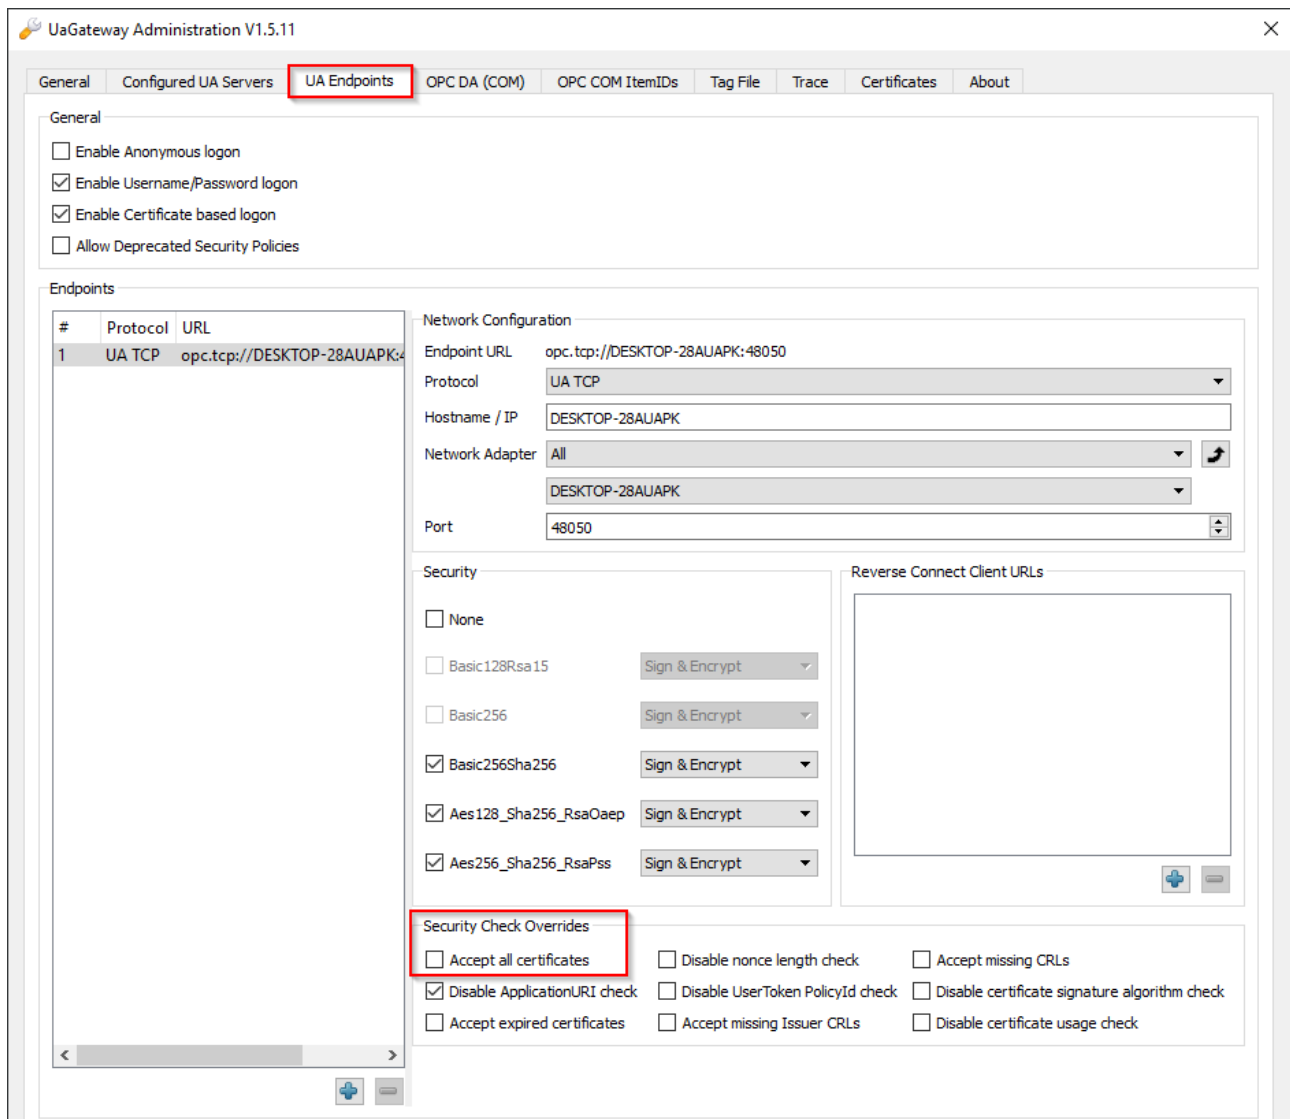 UaGateway Administration V1.5.11
General Configured UA Servers UA Endpoints OPC DA (COM) OPC COM ItemIDs Tag File Trace Certificates About
General
Enable Anonymous logon
Enable Username/Password logon
Enable Certificate based logon
Allow Deprecated Security Policies
Endpoints
# Protocol URL
1 UA TCP opc.tcp://DESKTOP-28AUAPK:4
Network Configuration
Endpoint URL opc.tcp://DESKTOP-28AUAPK:48050
Protocol UA TCP
Hostname / IP DESKTOP-28AUAPK
Network Adapter All
DESKTOP-28AUAPK
Port 48050
Security
None
Basic128Rsa15 Sign & Encrypt
Basic256 Sign & Encrypt
Basic256Sha256 Sign & Encrypt
Aes128_Sha256_RsaOaep Sign & Encrypt
Aes256_Sha256_RsaPss Sign & Encrypt
Reverse Connect Client URLs
Security Check Overrides
Accept all certificates Disable nonce length check Accept missing CRLs
Disable ApplicationURI check Disable UserToken PolicyId check Disable certificate signature algorithm check
Accept expired certificates Accept missing Issuer CRLs Disable certificate usage check